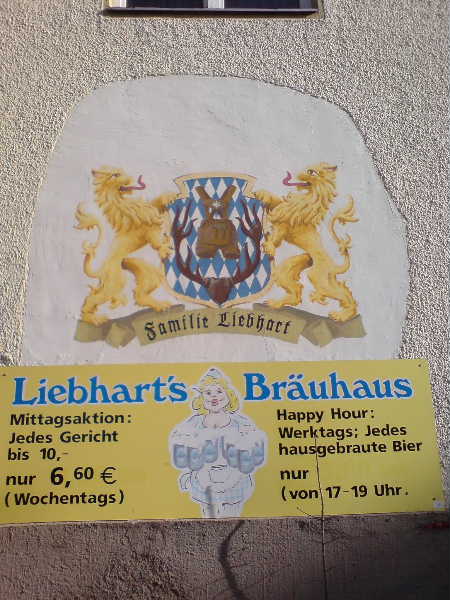 Familie Liebhart
Liebhart's Bräuhaus
Mittagsaktion:
Jedes Gericht
bis 10,-
nur 6,60 €
(Wochentags)
Happy Hour:
Werktags; Jedes
hausgebraute Bier
nur
(von 17-19 Uhr.